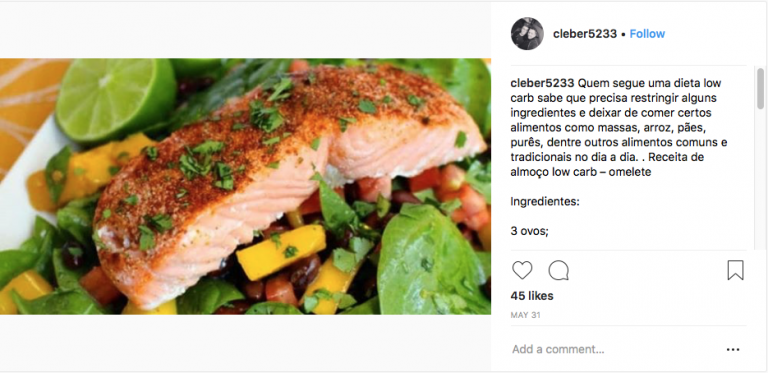 cleber5233 • Follow
cleber5233 Quem segue uma dieta low
carb sabe que precisa restringir alguns
ingredientes e deixar de comer certos
alimentos como massas, arroz, pães,
purês, dentre outros alimentos comuns e
tradicionais no dia a dia. . Receita de
almoço low carb – omelete
Ingredientes:
3 ovos;
45 likes
MAY 31
Add a comment...